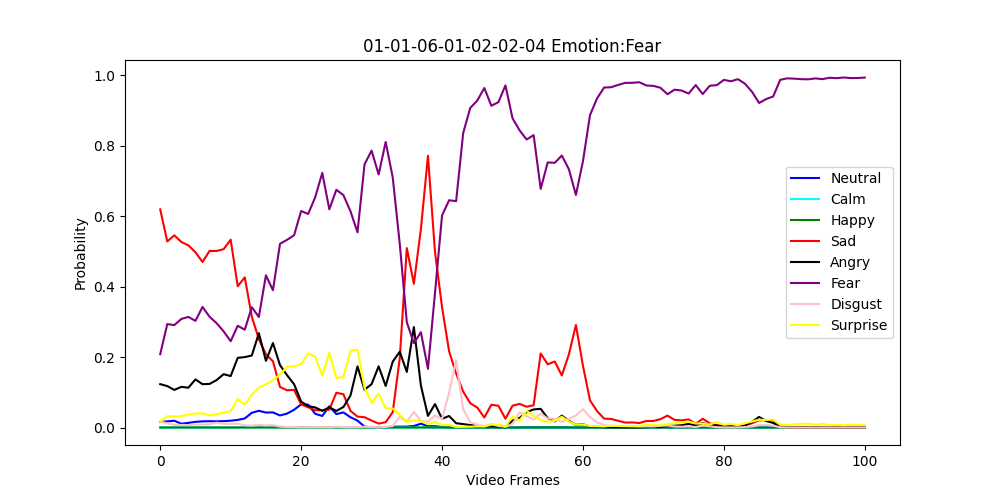 01-01-06-01-02-02-04 Emotion:Fear
1.0
0.8
0.6
0.4
0.2
0.0
Probability
0
20
40
60
80
100
Video Frames
Neutral
Calm
Happy
Sad
Angry
Fear
Disgust
Surprise